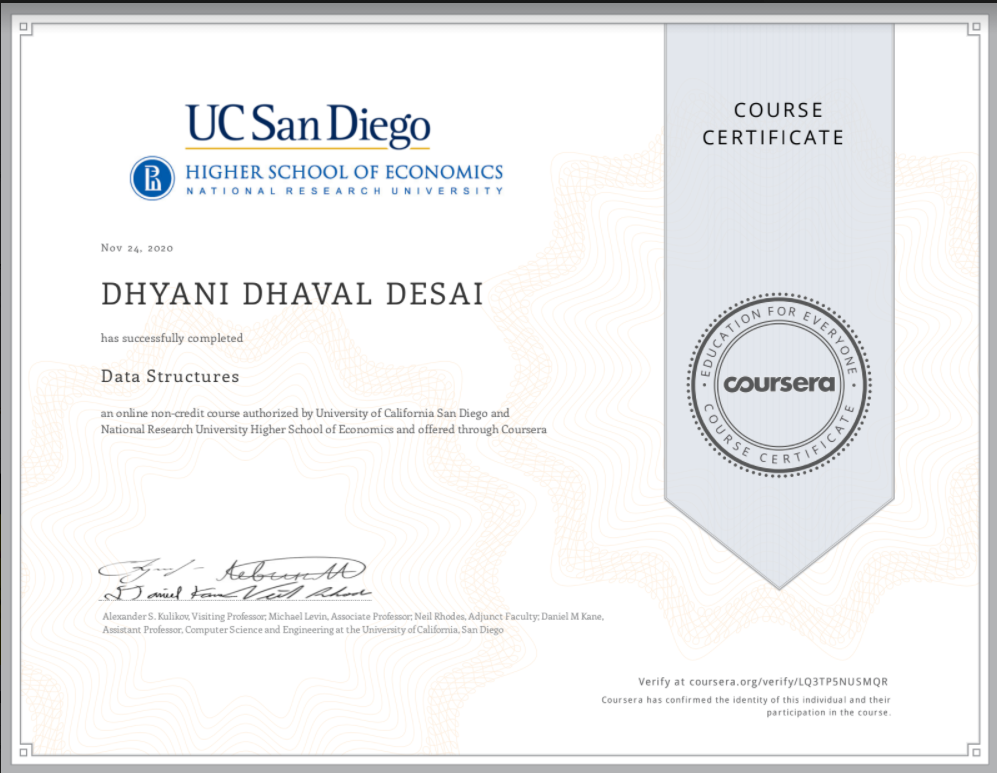 UC San Diego
HIGHER SCHOOL OF ECONOMICS
NATIONAL RESEARCH UNIVERSITY
COURSE
CERTIFICATE
Nov 24, 2020
DHYANI DHAVAL DESAI
has successfully completed
Data Structures
an online non-credit course authorized by University of California San Diego and
National Research University Higher School of Economics and offered through Coursera
EDUCATION FOR EVERYONE
coursera
COURSE CERTIFICATE
Daniel Kane Neil Rhodes
Alexander S. Kulikov, Visiting Professor; Michael Levin, Associate Professor; Neil Rhodes, Adjunct Faculty; Daniel M Kane,
Assistant Professor, Computer Science and Engineering at the University of California, San Diego
Verify at coursera.org/verify/LQ3TP5NUSMQR
Coursera has confirmed the identity of this individual and their
participation in the course.